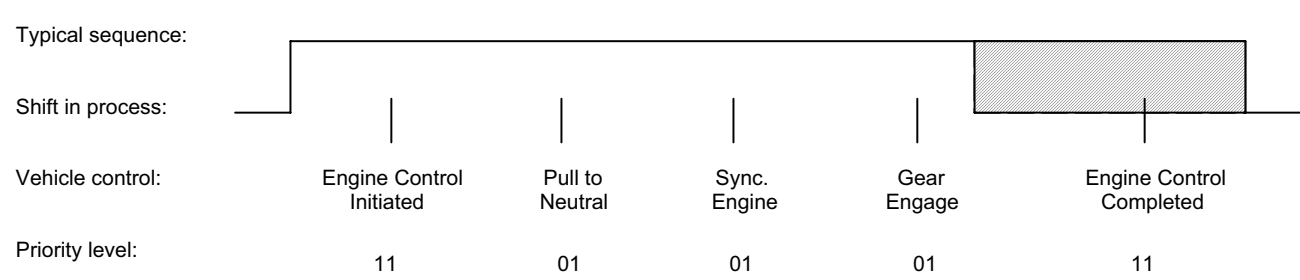 Typical sequence:
Shift in process:
Vehicle control:
Engine Control Pull to Sync. Gear Engine Control
Initiated Neutral Engine Engage Completed
Priority level:
11 01 01 01 11